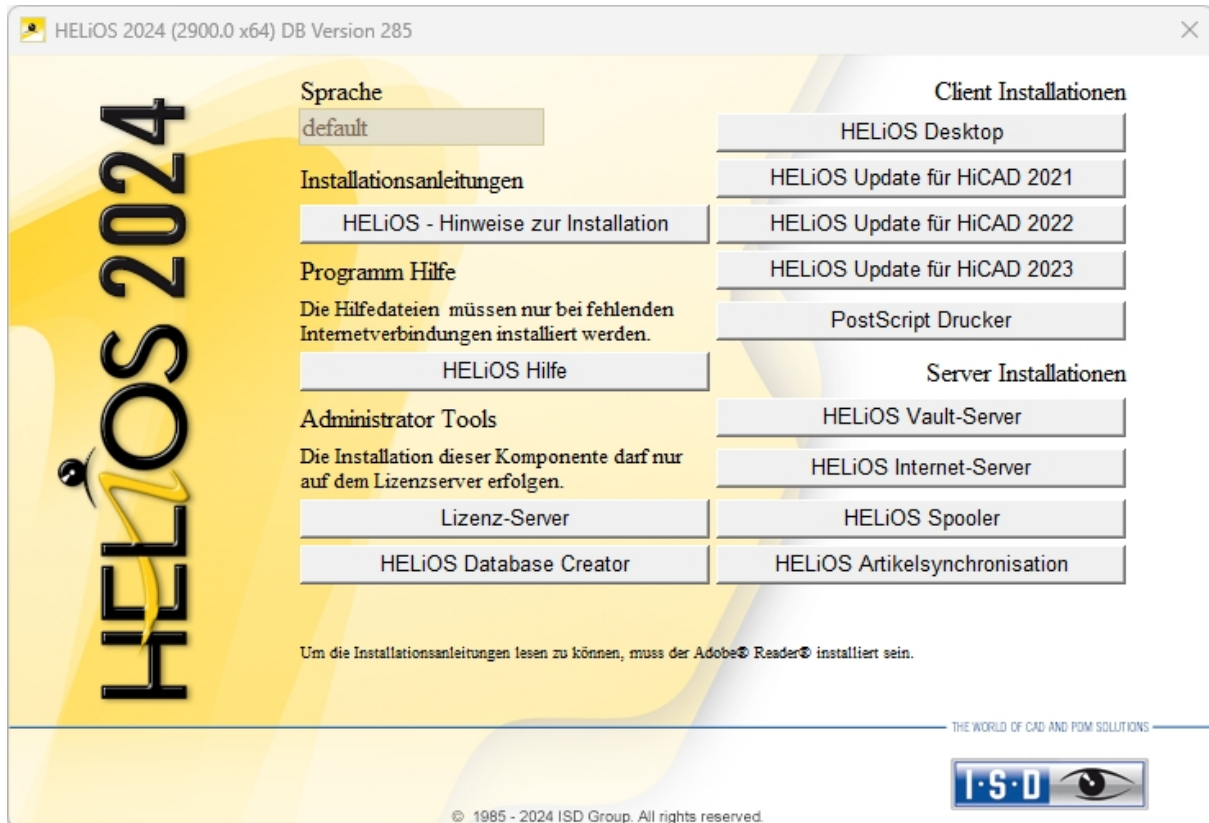 HELiOS 2024 (2900.0 x64) DB Version 285
HELiOS 2024
Sprache
default
Installationsanleitungen
HELiOS - Hinweise zur Installation
Programm Hilfe
Die Hilfedateien müssen nur bei fehlenden
Internetverbindungen installiert werden.
HELiOS Hilfe
Administrator Tools
Die Installation dieser Komponente darf nur
auf dem Lizenzserver erfolgen.
Lizenz-Server
HELiOS Database Creator
Client Installationen
HELiOS Desktop
HELiOS Update für HiCAD 2021
HELiOS Update für HiCAD 2022
HELiOS Update für HiCAD 2023
PostScript Drucker
Server Installationen
HELiOS Vault-Server
HELiOS Internet-Server
HELiOS Spooler
HELiOS Artikelsynchronisation
Um die Installationsanleitungen lesen zu können, muss der Adobe® Reader® installiert sein.
THE WORLD OF CAD AND PDM SOLUTIONS
I·S·D
© 1985 - 2024 ISD Group. All rights reserved.